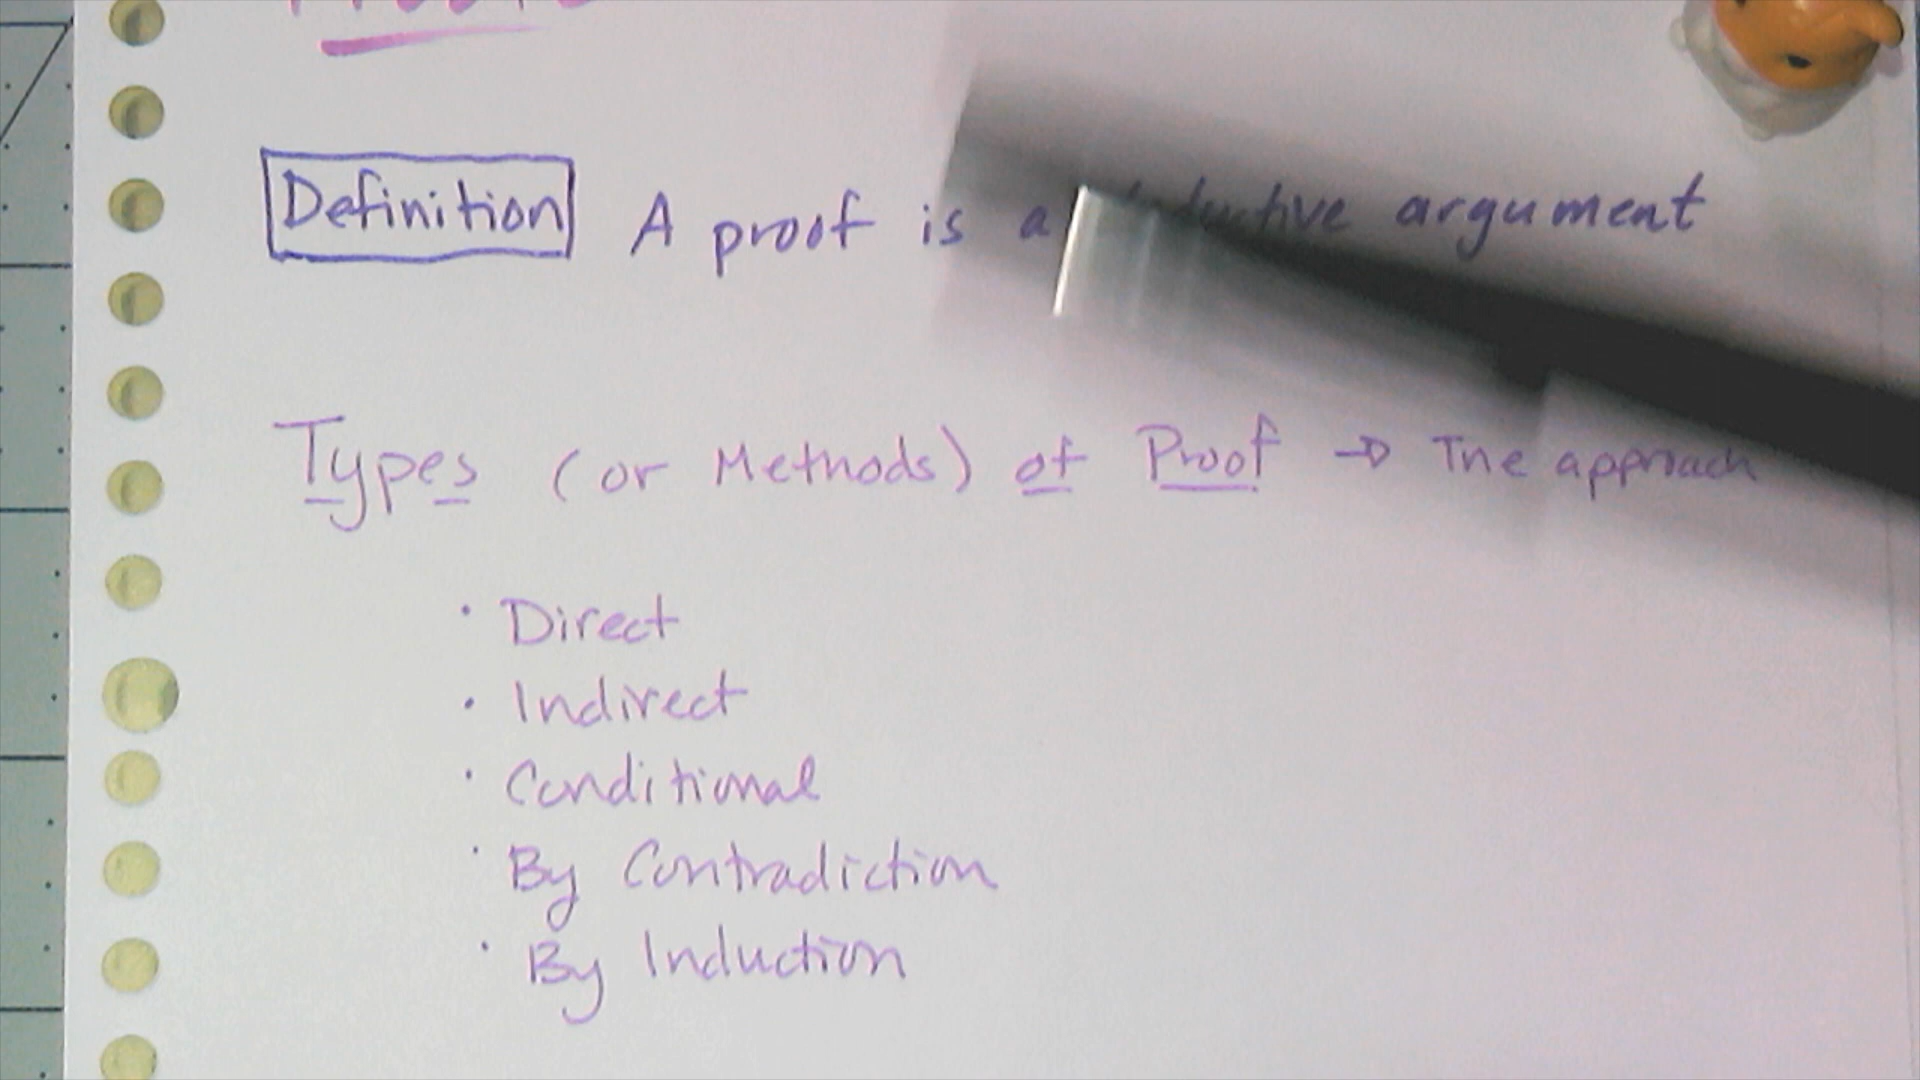 Definition A proof is a argument
Types (or Methods) of Proof → The approach
· Direct
· Indirect
· Conditional
· By Contradiction
· By Induction